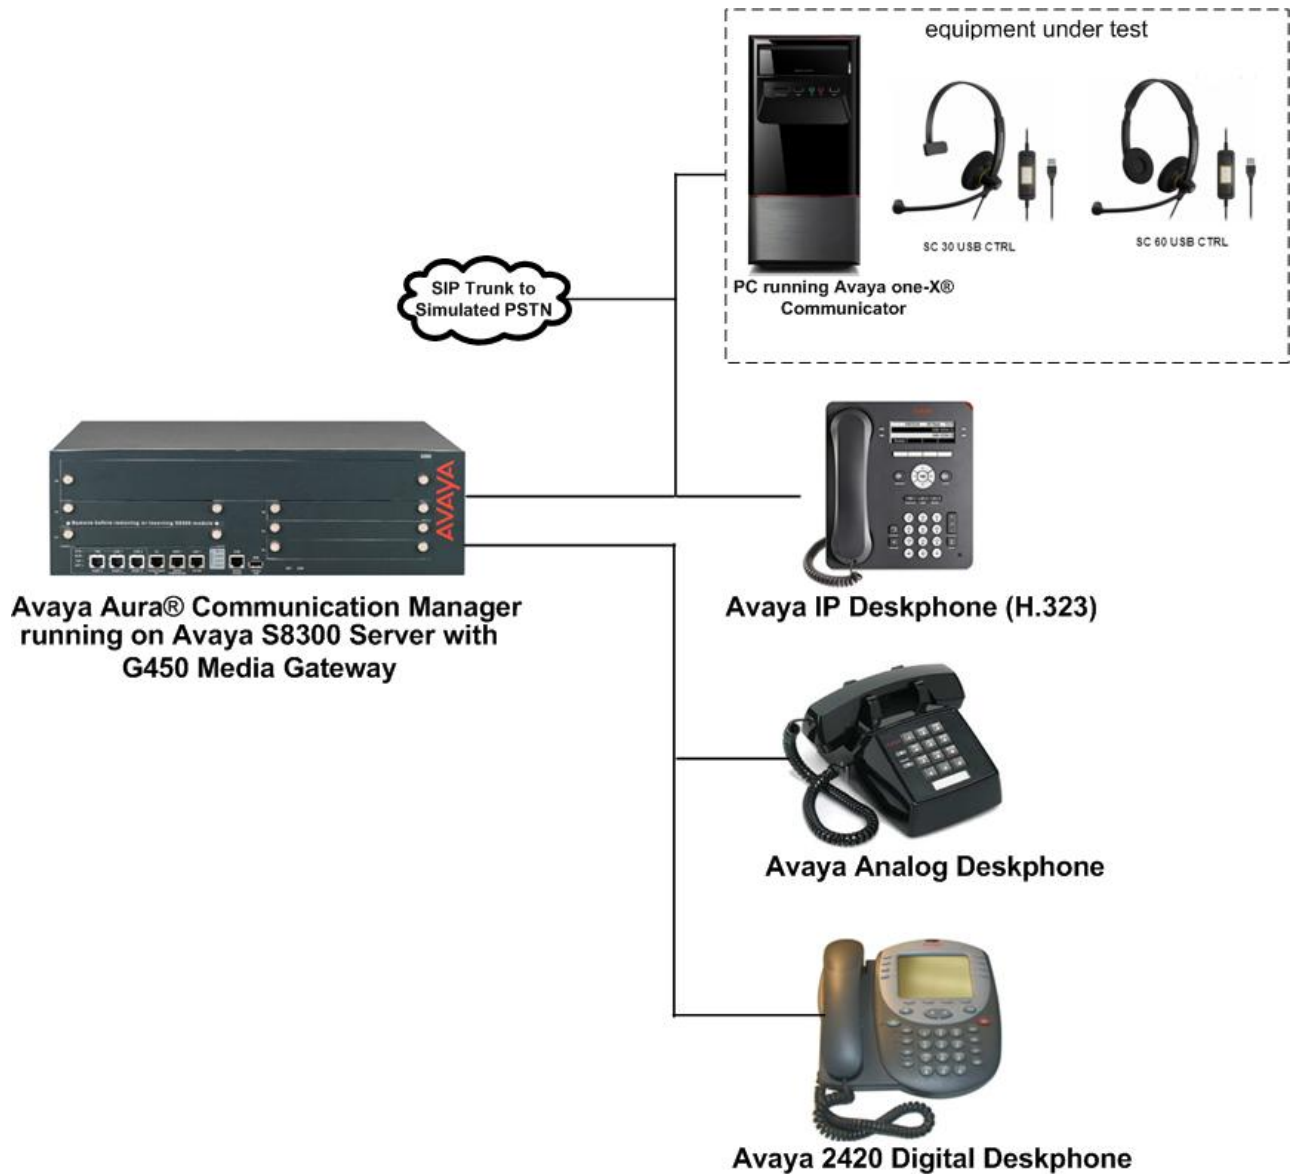 equipment under test
SC 30 USB CTRL
SC 60 USB CTRL
PC running Avaya one-X®
Communicator
SIP Trunk to
Simulated PSTN
AVAYA
Avaya Aura® Communication Manager
running on Avaya S8300 Server with
G450 Media Gateway
Avaya IP Deskphone (H.323)
Avaya Analog Deskphone
Avaya 2420 Digital Deskphone